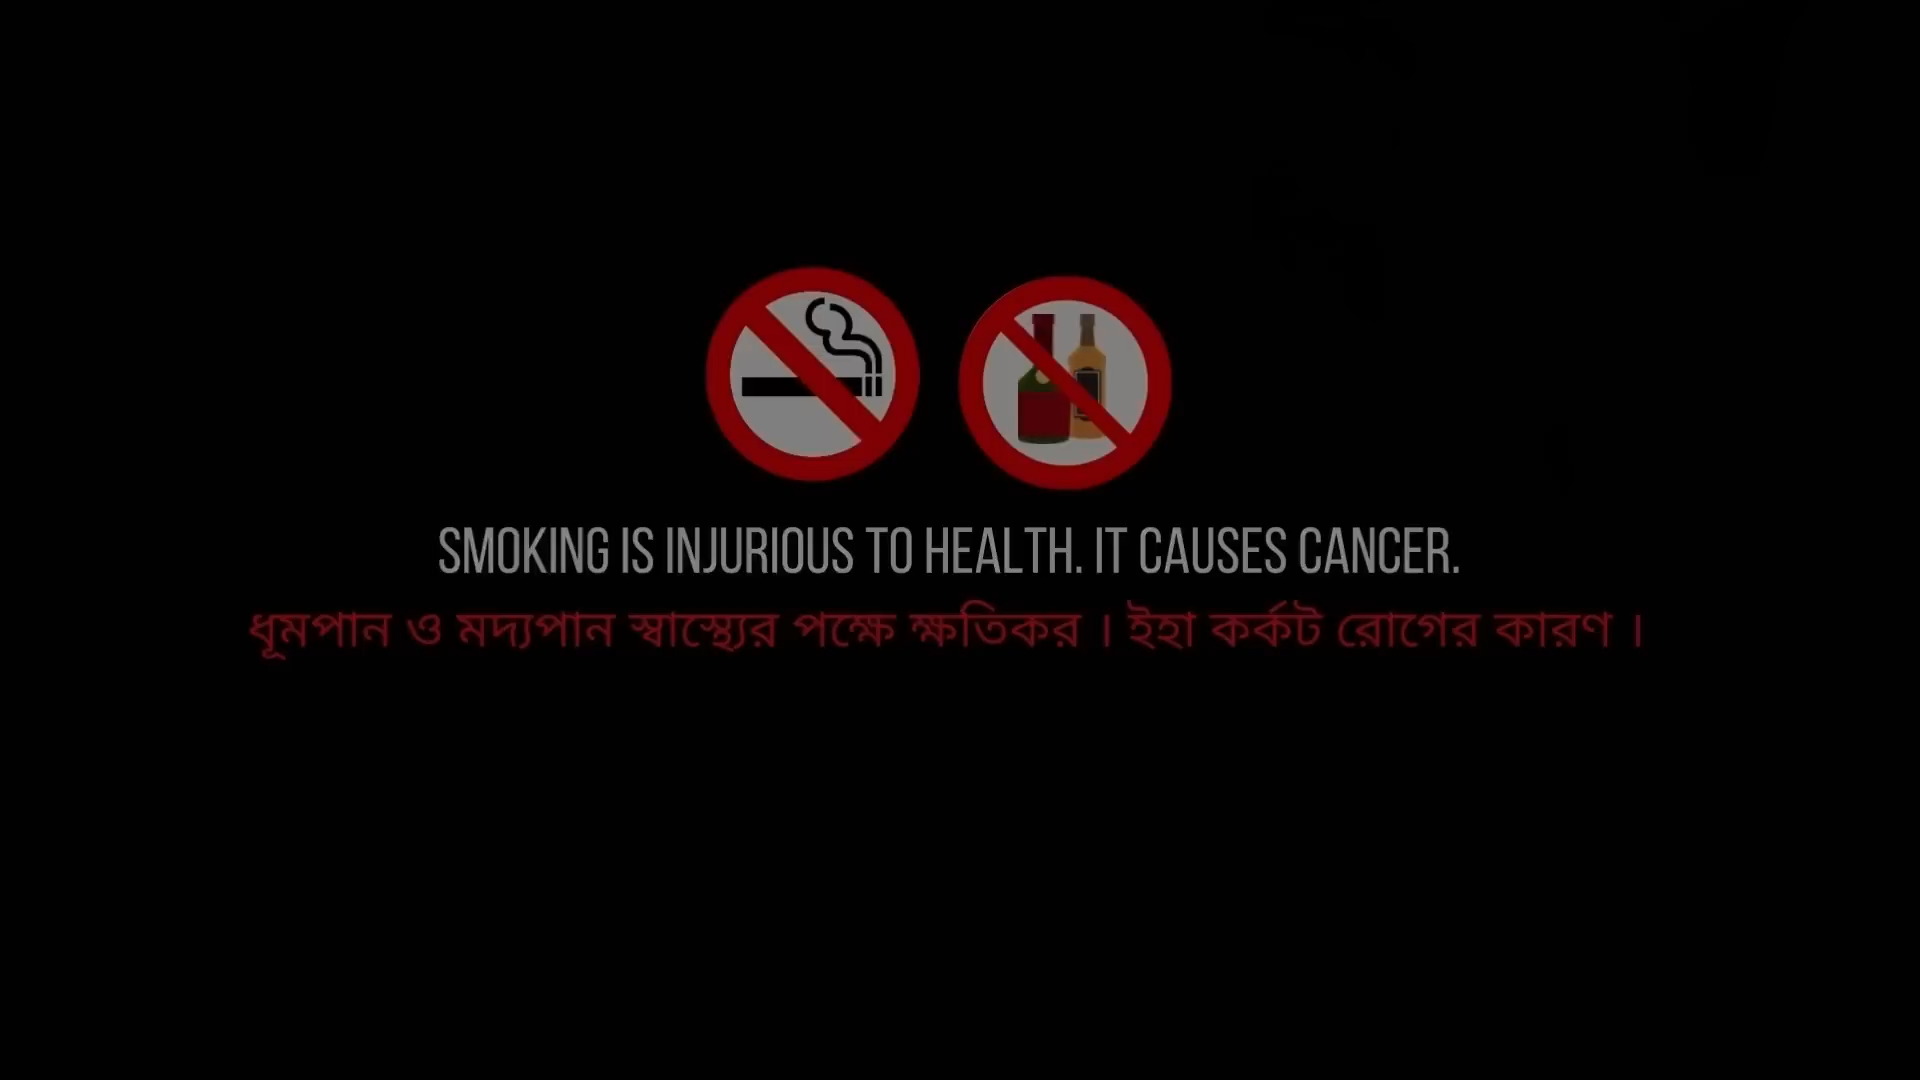 SMOKING IS INJURIOUS TO HEALTH. IT CAUSES CANCER.
ধূমপান ও মদ্যপান স্বাস্থ্যের পক্ষে ক্ষতিকর । ইহা কর্কট রোগের কারণ ।